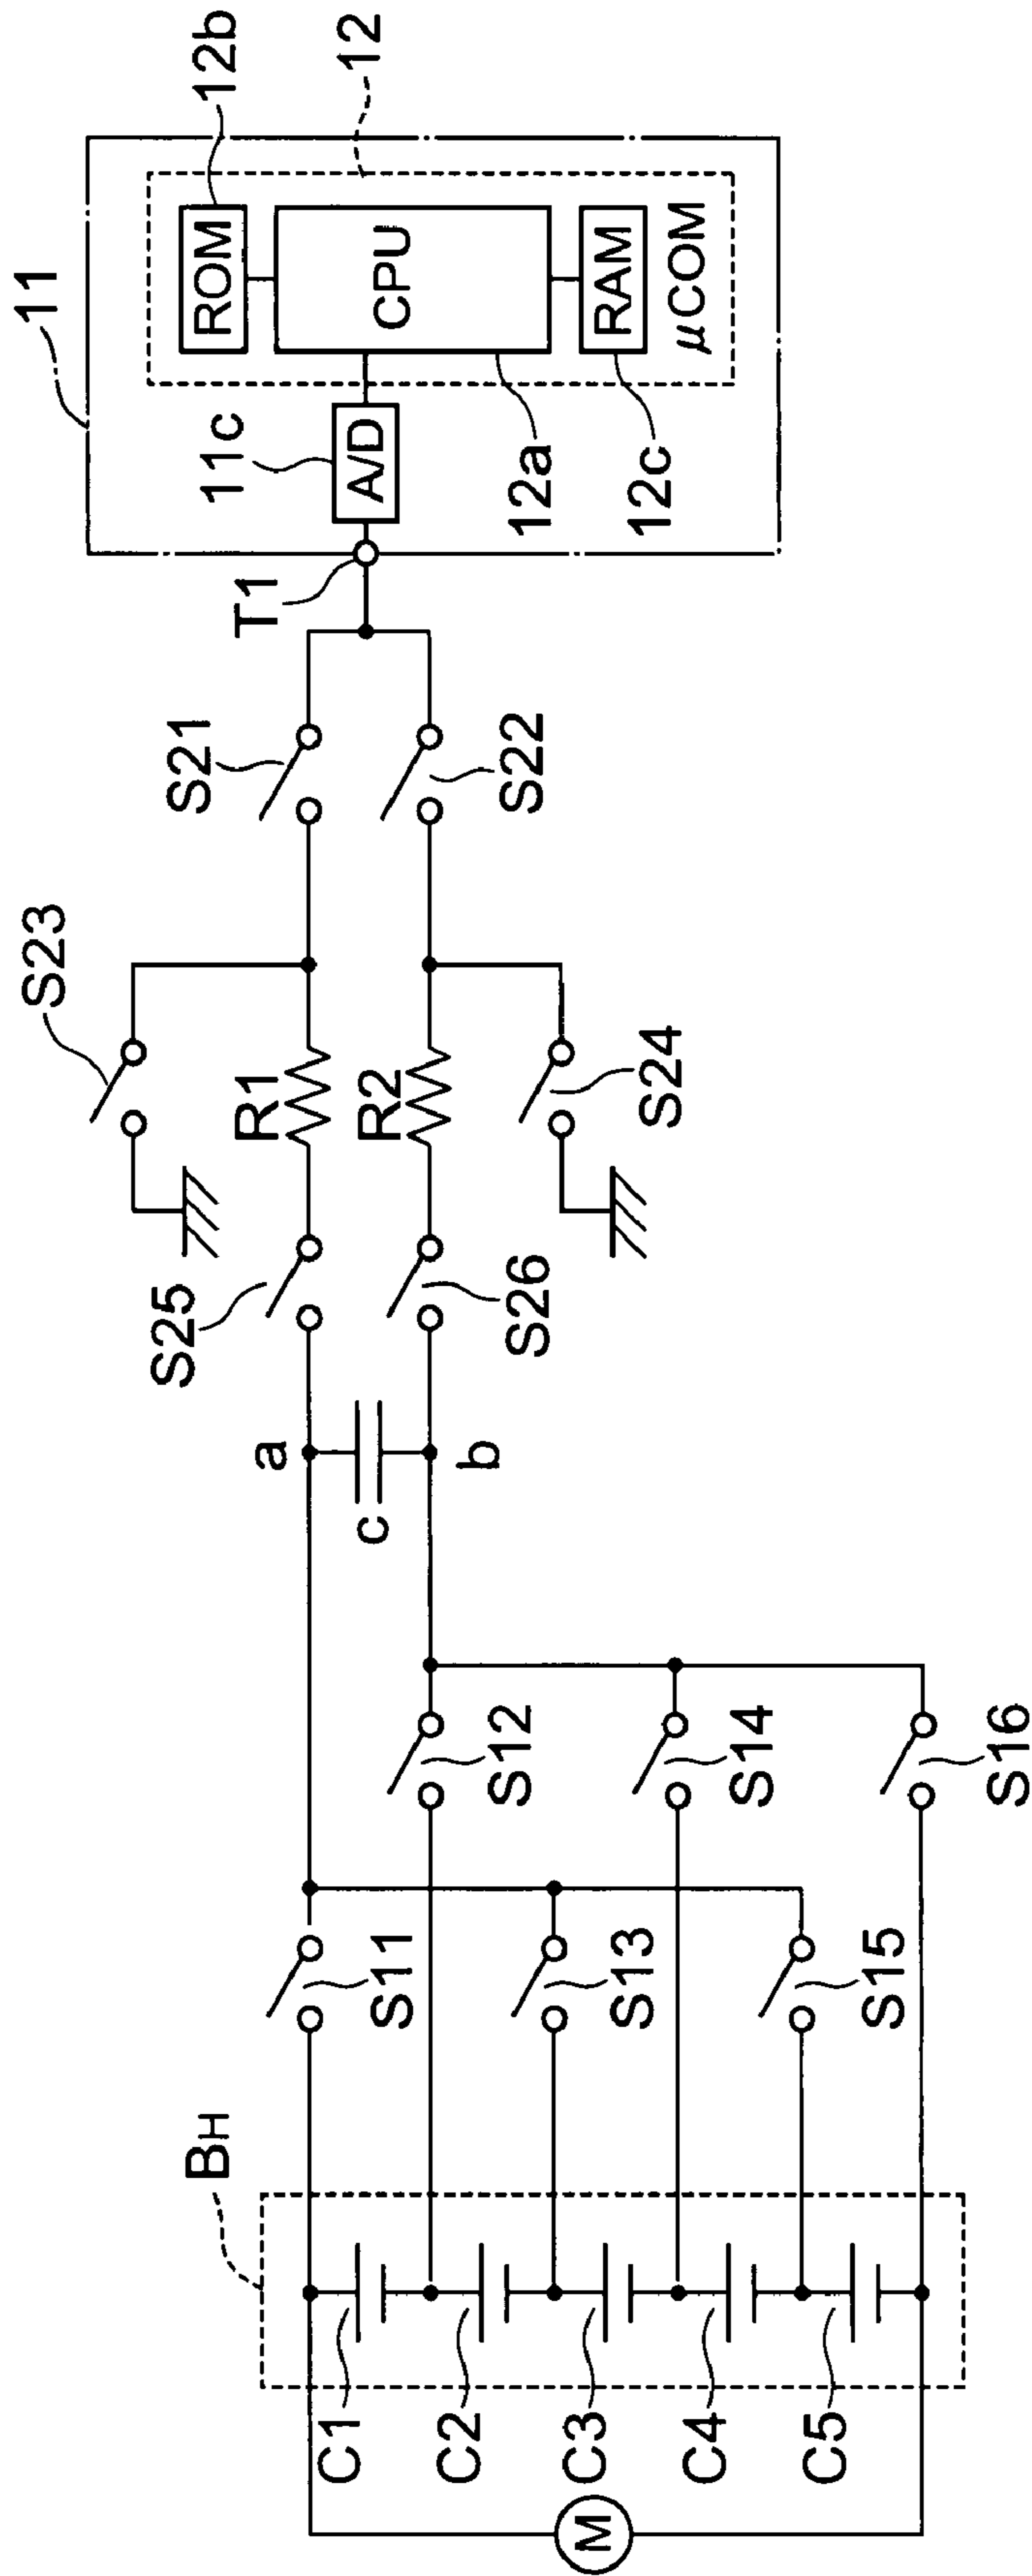 11
12
12b
ROM
CPU
RAM
μCOM
11c
A/D
12a
12c
T1
S21
S22
S23
R1
R2
S24
S25
S26
a
b
c
S12
S14
S16
S11
S13
S15
BH
C1
C2
C3
C4
C5
M